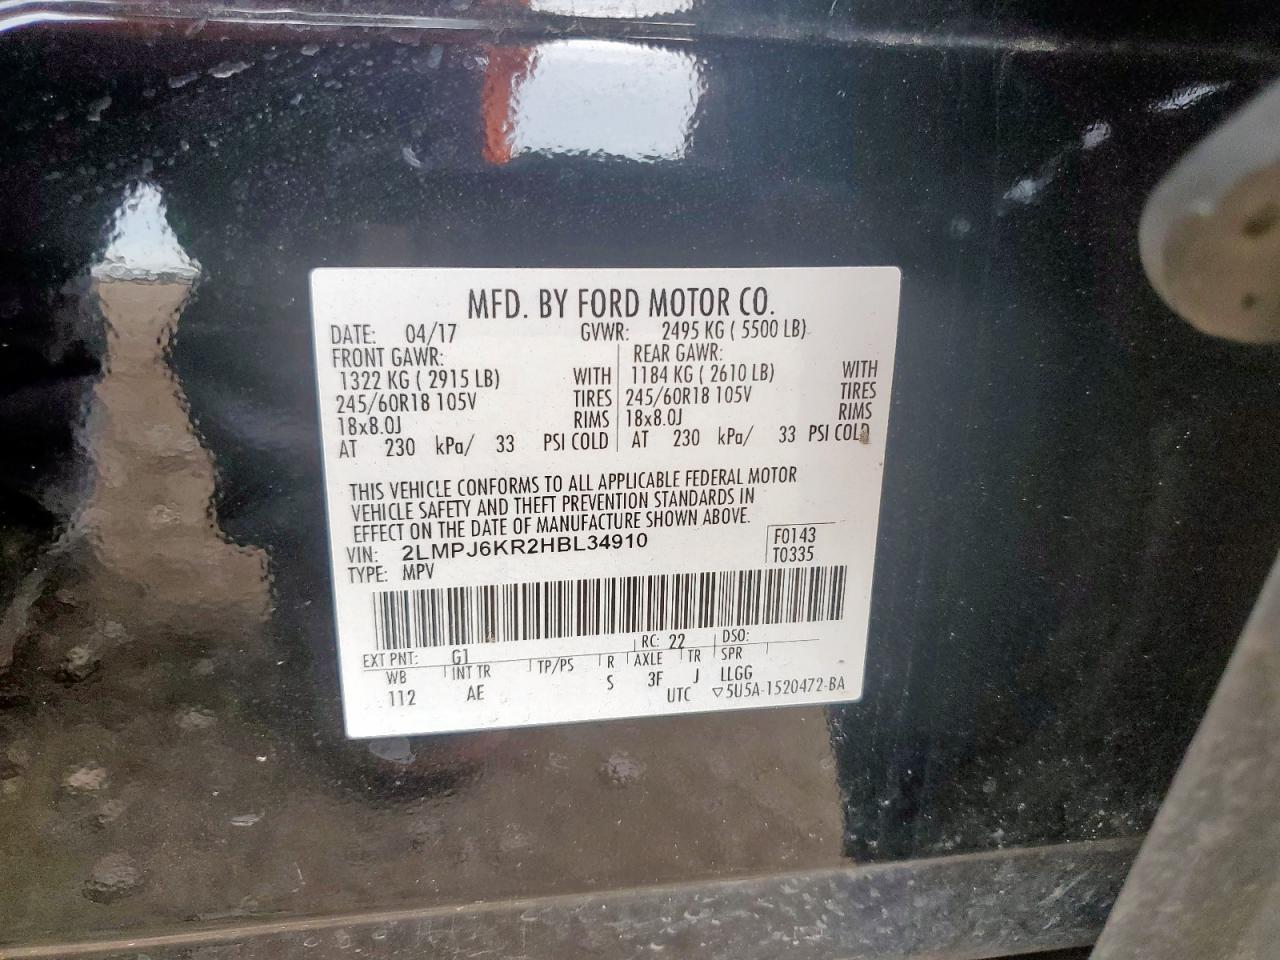 MFD. BY FORD MOTOR CO.
DATE: 04/17 GVWR: 2495 KG ( 5500 LB)
FRONT GAWR: REAR GAWR:
1322 KG ( 2915 LB) WITH 1184 KG ( 2610 LB) WITH
245/60R18 105V TIRES 245/60R18 105V TIRES
18x8.0J RIMS 18x8.0J RIMS
AT 230 kPa/ 33 PSI COLD AT 230 kPa/ 33 PSI COLD
THIS VEHICLE CONFORMS TO ALL APPLICABLE FEDERAL MOTOR
VEHICLE SAFETY AND THEFT PREVENTION STANDARDS IN
EFFECT ON THE DATE OF MANUFACTURE SHOWN ABOVE.
VIN: 2LMPJ6KR2HBL34910 F0143
TYPE: MPV T0335
EXT PNT: G1 RC: 22 DSO:
WB INT TR TP/PS R AXLE TR SPR
112 AE S 3F J LLGG
UTC ▽5U5A-1520472-BA